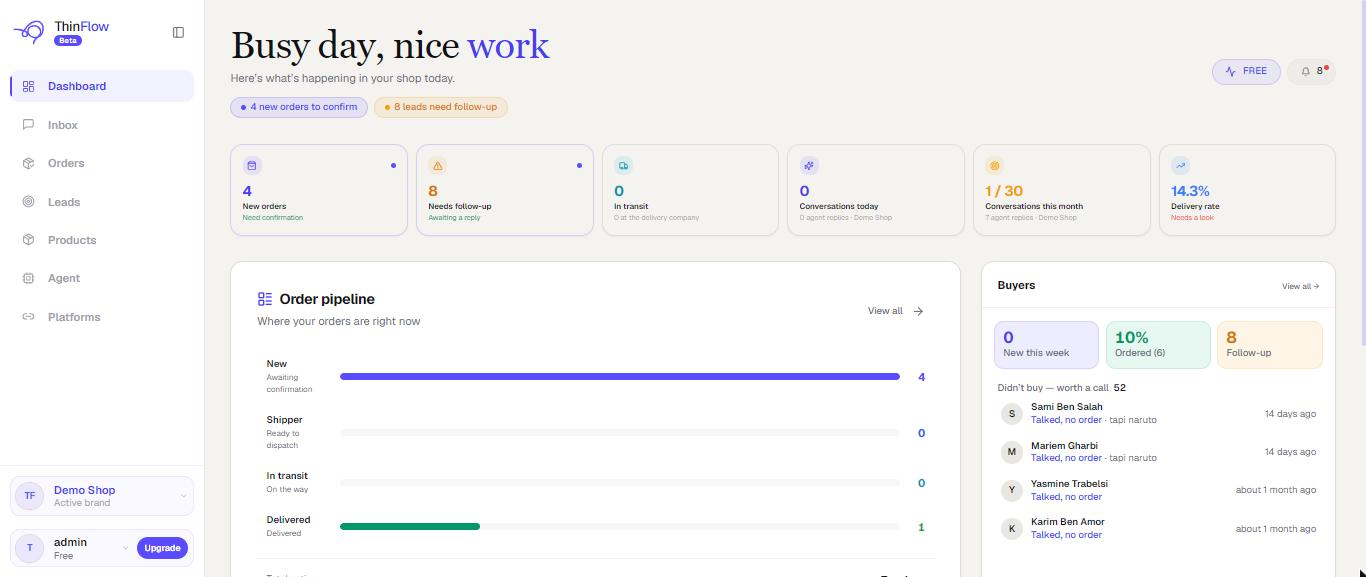 ThinFlow
Beta
Dashboard
Inbox
Orders
Leads
Products
Agent
Platforms
TF
Demo Shop
Active brand
T
admin
Free
Upgrade
Busy day, nice work
Here's what's happening in your shop today.
4 new orders to confirm
8 leads need follow-up
FREE
8
4
New orders
Need confirmation
8
Needs follow-up
Awaiting a reply
0
In transit
0 at the delivery company
0
Conversations today
0 agent replies · Demo Shop
1 / 30
Conversations this month
7 agent replies · Demo Shop
14.3%
Delivery rate
Needs a look
Order pipeline
Where your orders are right now
View all →
New
Awaiting
confirmation
4
Shipper
Ready to
dispatch
0
In transit
On the way
0
Delivered
Delivered
1
Buyers
View all →
0
New this week
10%
Ordered (6)
8
Follow-up
Didn't buy — worth a call 52
S
Sami Ben Salah
Talked, no order · tapi naruto
14 days ago
M
Mariem Gharbi
Talked, no order · tapi naruto
14 days ago
Y
Yasmine Trabelsi
Talked, no order
about 1 month ago
K
Karim Ben Amor
Talked, no order
about 1 month ago